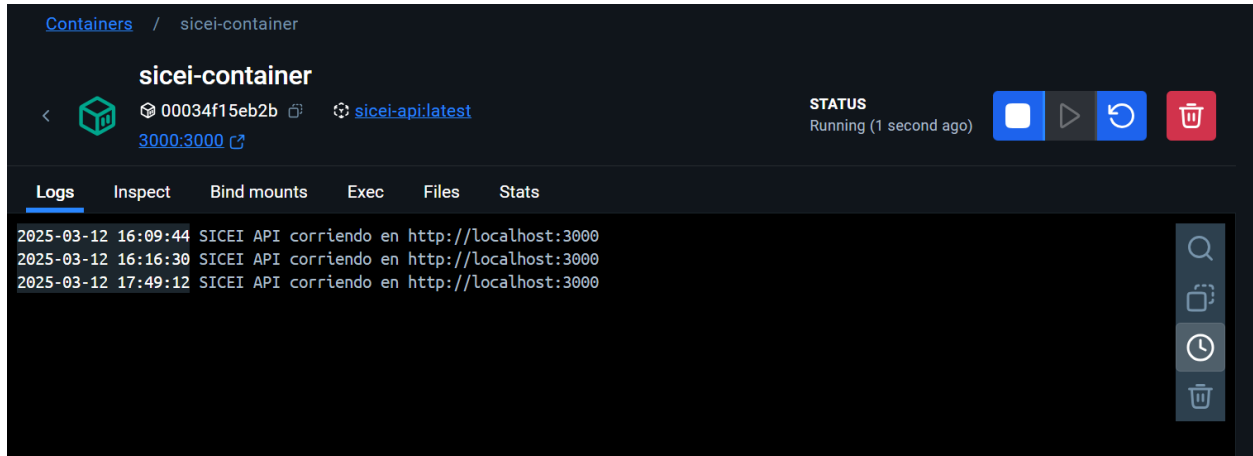 Containers / sicei-container
sicei-container
00034f15eb2b sicei-api:latest
3000:3000
STATUS
Running (1 second ago)
Logs Inspect Bind mounts Exec Files Stats
2025-03-12 16:09:44 SICEI API corriendo en http://localhost:3000
2025-03-12 16:16:30 SICEI API corriendo en http://localhost:3000
2025-03-12 17:49:12 SICEI API corriendo en http://localhost:3000